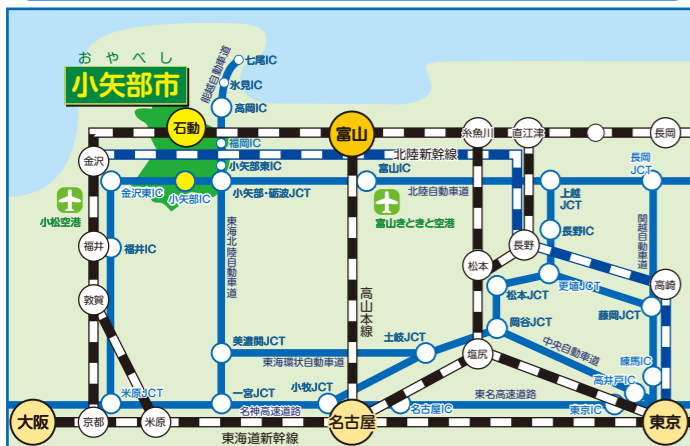 おやべし
小矢部市
能越自動車道
七尾IC
氷見IC
高岡IC
石動
富山
糸魚川
直江津
長岡
福岡IC
金沢
北陸新幹線
小矢部東IC
富山IC
長岡
JCT
金沢東IC
小矢部IC
小矢部・砺波JCT
北陸自動車道
上越
JCT
小松空港
富山きときと空港
関越自動車道
東海北陸自動車道
長野IC
福井
福井IC
長野
松本
更埴JCT
高崎
松本JCT
敦賀
高山本線
藤岡JCT
岡谷JCT
土岐JCT
美濃関JCT
中央自動車道
塩尻
東海環状自動車道
練馬IC
高井戸IC
米原JCT
一宮JCT
小牧JCT
東名高速道路
名神高速道路
名古屋IC
東京IC
大阪
京都
米原
名古屋
東京
東海道新幹線